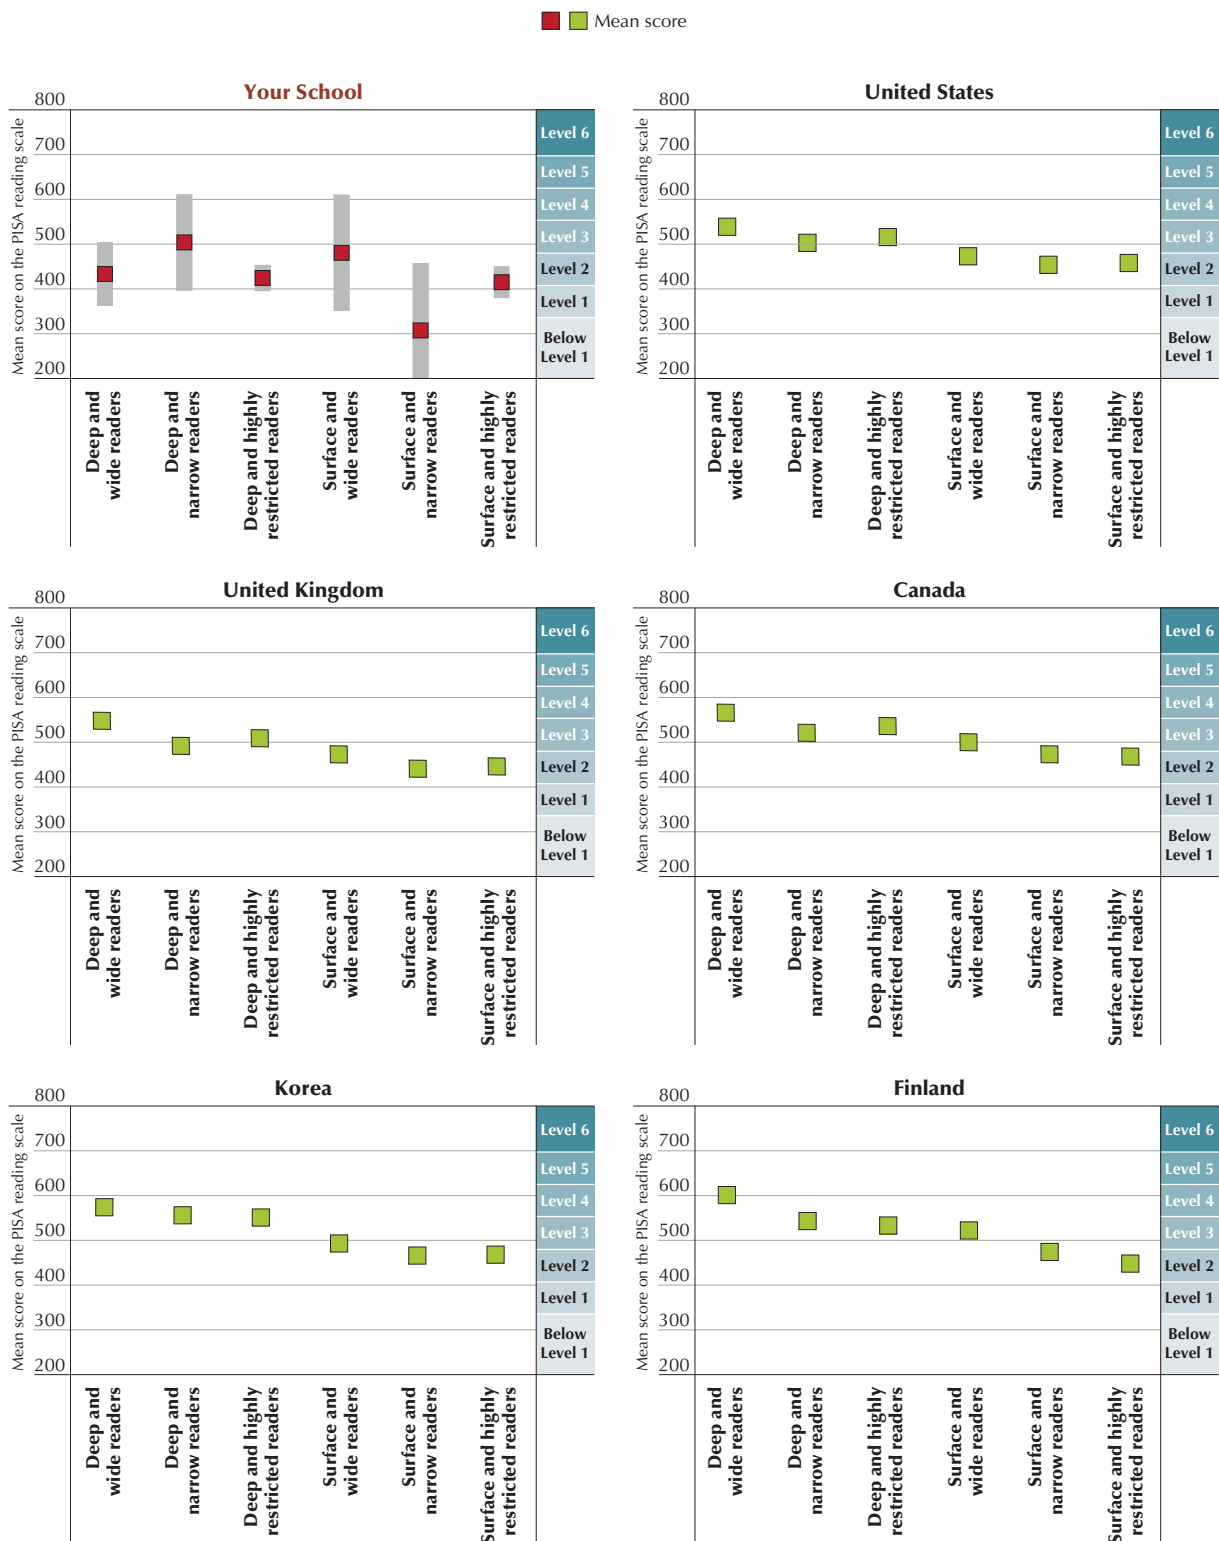 Mean score
Your School
Mean score on the PISA reading scale
800
700
600
500
400
300
200
Level 6
Level 5
Level 4
Level 3
Level 2
Level 1
Below
Level 1
Deep and
wide readers
Deep and
narrow readers
Deep and highly
restricted readers
Surface and
wide readers
Surface and
narrow readers
Surface and highly
restricted readers
United States
Mean score on the PISA reading scale
800
700
600
500
400
300
200
Level 6
Level 5
Level 4
Level 3
Level 2
Level 1
Below
Level 1
Deep and
wide readers
Deep and
narrow readers
Deep and highly
restricted readers
Surface and
wide readers
Surface and
narrow readers
Surface and highly
restricted readers
United Kingdom
Mean score on the PISA reading scale
800
700
600
500
400
300
200
Level 6
Level 5
Level 4
Level 3
Level 2
Level 1
Below
Level 1
Deep and
wide readers
Deep and
narrow readers
Deep and highly
restricted readers
Surface and
wide readers
Surface and
narrow readers
Surface and highly
restricted readers
Canada
Mean score on the PISA reading scale
800
700
600
500
400
300
200
Level 6
Level 5
Level 4
Level 3
Level 2
Level 1
Below
Level 1
Deep and
wide readers
Deep and
narrow readers
Deep and highly
restricted readers
Surface and
wide readers
Surface and
narrow readers
Surface and highly
restricted readers
Korea
Mean score on the PISA reading scale
800
700
600
500
400
300
200
Level 6
Level 5
Level 4
Level 3
Level 2
Level 1
Below
Level 1
Deep and
wide readers
Deep and
narrow readers
Deep and highly
restricted readers
Surface and
wide readers
Surface and
narrow readers
Surface and highly
restricted readers
Finland
Mean score on the PISA reading scale
800
700
600
500
400
300
200
Level 6
Level 5
Level 4
Level 3
Level 2
Level 1
Below
Level 1
Deep and
wide readers
Deep and
narrow readers
Deep and highly
restricted readers
Surface and
wide readers
Surface and
narrow readers
Surface and highly
restricted readers